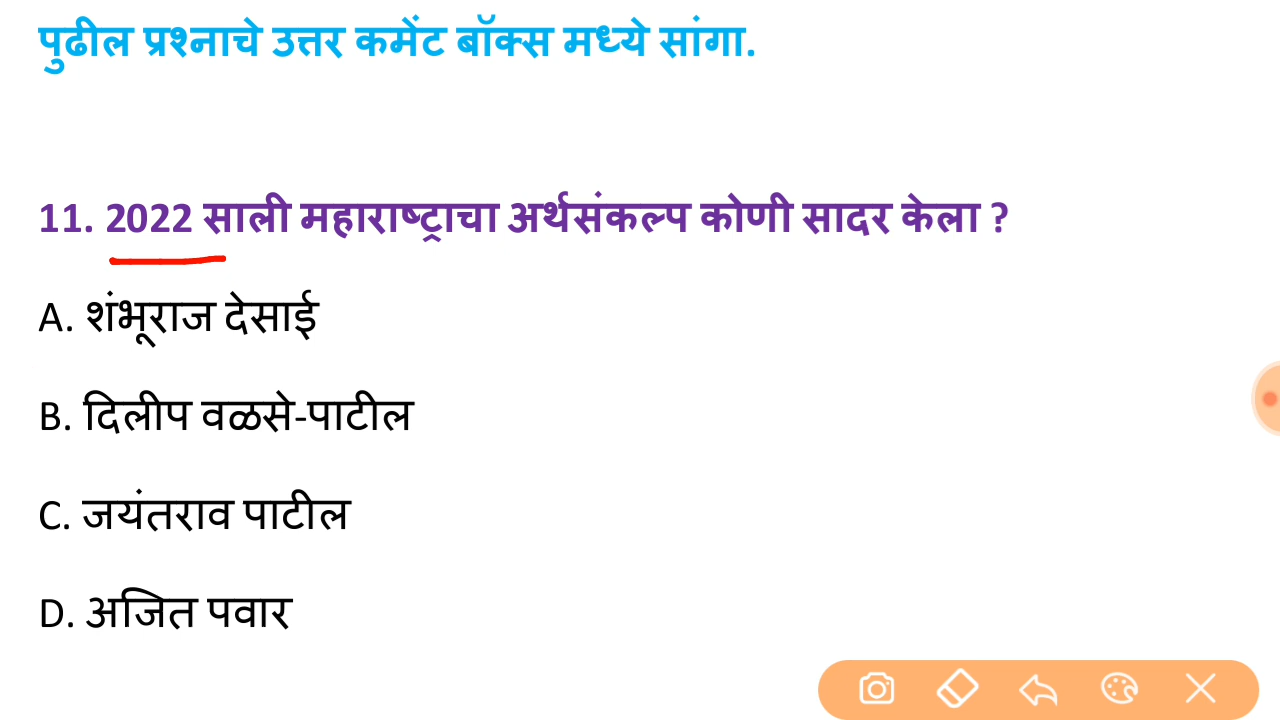 पुढील प्रश्नाचे उत्तर कमेंट बॉक्स मध्ये सांगा.
11. 2022 साली महाराष्ट्राचा अर्थसंकल्प कोणी सादर केला ?
A. शंभूराज देसाई
B. दिलीप वळसे-पाटील
C. जयंतराव पाटील
D. अजित पवार